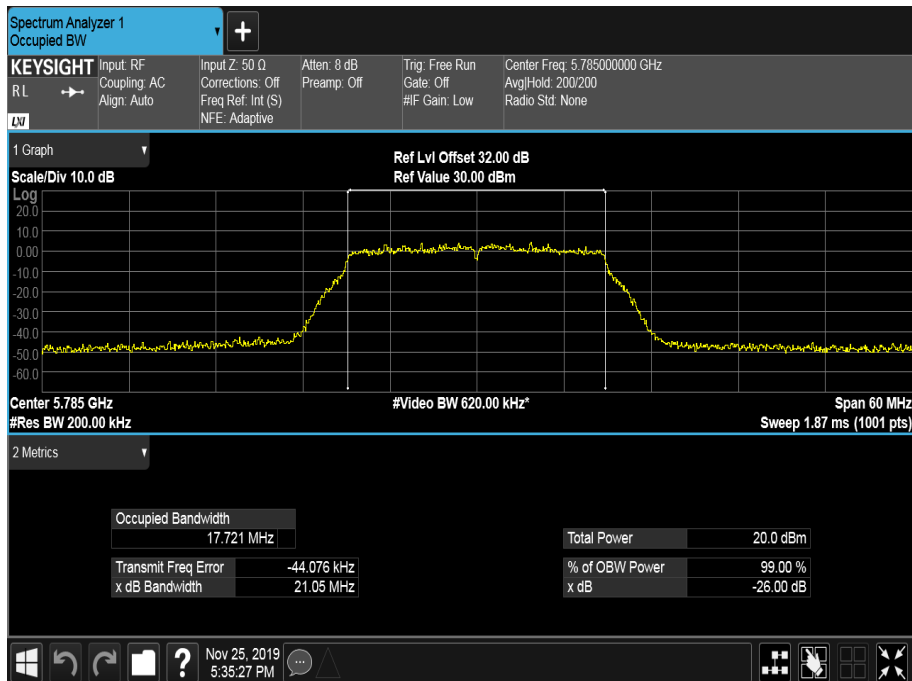 Spectrum Analyzer 1
Occupied BW
+
KEYSIGHT
RL
LXI
Input: RF
Coupling: AC
Align: Auto
Input Z: 50 Ω
Corrections: Off
Freq Ref: Int (S)
NFE: Adaptive
Atten: 8 dB
Preamp: Off
Trig: Free Run
Gate: Off
#IF Gain: Low
Center Freq: 5.785000000 GHz
Avg|Hold: 200/200
Radio Std: None
1 Graph
Scale/Div 10.0 dB
Ref Lvl Offset 32.00 dB
Ref Value 30.00 dBm
Log
20.0
10.0
0.00
-10.0
-20.0
-30.0
-40.0
-50.0
-60.0
Center 5.785 GHz
#Video BW 620.00 kHz*
Span 60 MHz
#Res BW 200.00 kHz
Sweep 1.87 ms (1001 pts)
2 Metrics
Occupied Bandwidth
17.721 MHz
Total Power 20.0 dBm
Transmit Freq Error -44.076 kHz
% of OBW Power 99.00 %
x dB Bandwidth 21.05 MHz
x dB -26.00 dB
?
Nov 25, 2019
5:35:27 PM